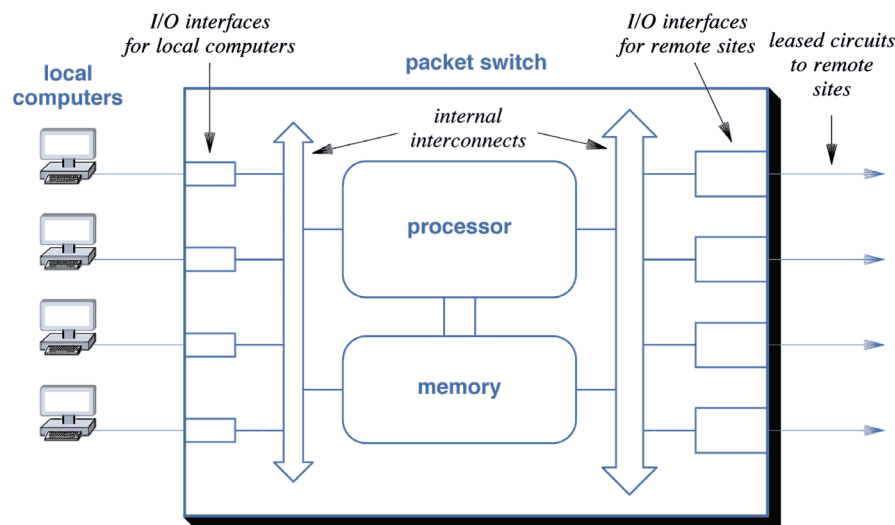 I/O interfaces
for local computers
I/O interfaces
for remote sites
leased circuits
to remote
sites
local
computers
packet switch
internal
interconnects
processor
memory